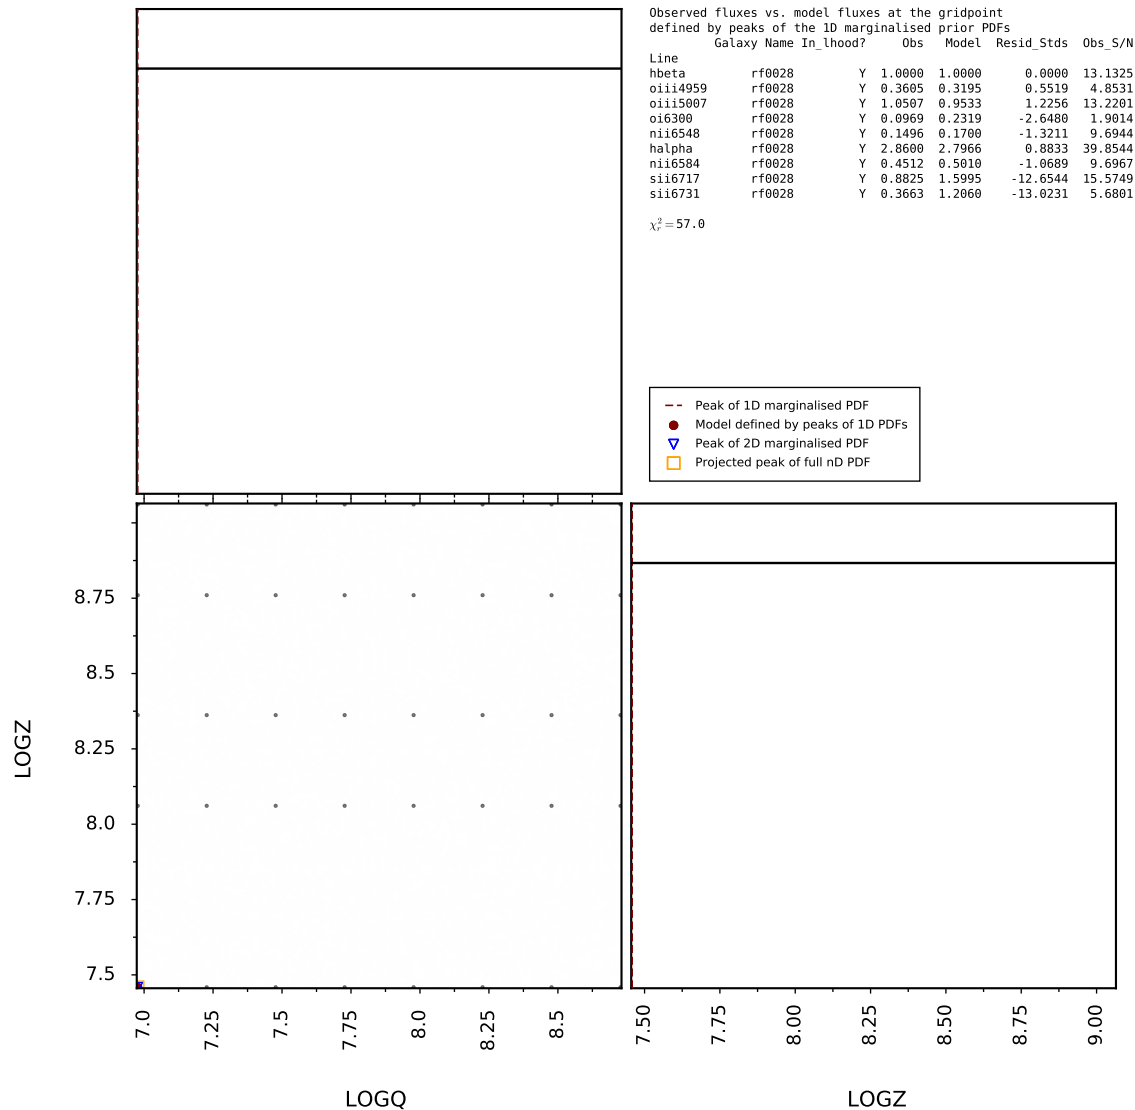 Observed fluxes vs. model fluxes at the gridpoint
defined by peaks of the 1D marginalised prior PDFs
Galaxy Name In_lhood? Obs Model Resid_Stds Obs_S/N
Line
hbeta rf0028 Y 1.0000 1.0000 0.0000 13.1325
oiii4959 rf0028 Y 0.3605 0.3195 0.5519 4.8531
oiii5007 rf0028 Y 1.0507 0.9533 1.2256 13.2201
oi6300 rf0028 Y 0.0969 0.2319 -2.6480 1.9014
nii6548 rf0028 Y 0.1496 0.1700 -1.3211 9.6944
halpha rf0028 Y 2.8600 2.7966 0.8833 39.8544
nii6584 rf0028 Y 0.4512 0.5010 -1.0689 9.6967
sii6717 rf0028 Y 0.8825 1.5995 -12.6544 15.5749
sii6731 rf0028 Y 0.3663 1.2060 -13.0231 5.6801
χ²ᵣ = 57.0
Peak of 1D marginalised PDF
Model defined by peaks of 1D PDFs
Peak of 2D marginalised PDF
Projected peak of full nD PDF
LOGZ
8.75
8.5
8.25
8.0
7.75
7.5
7.0 7.25 7.5 7.75 8.0 8.25 8.5
LOGQ
7.50 7.75 8.00 8.25 8.50 8.75 9.00
LOGZ